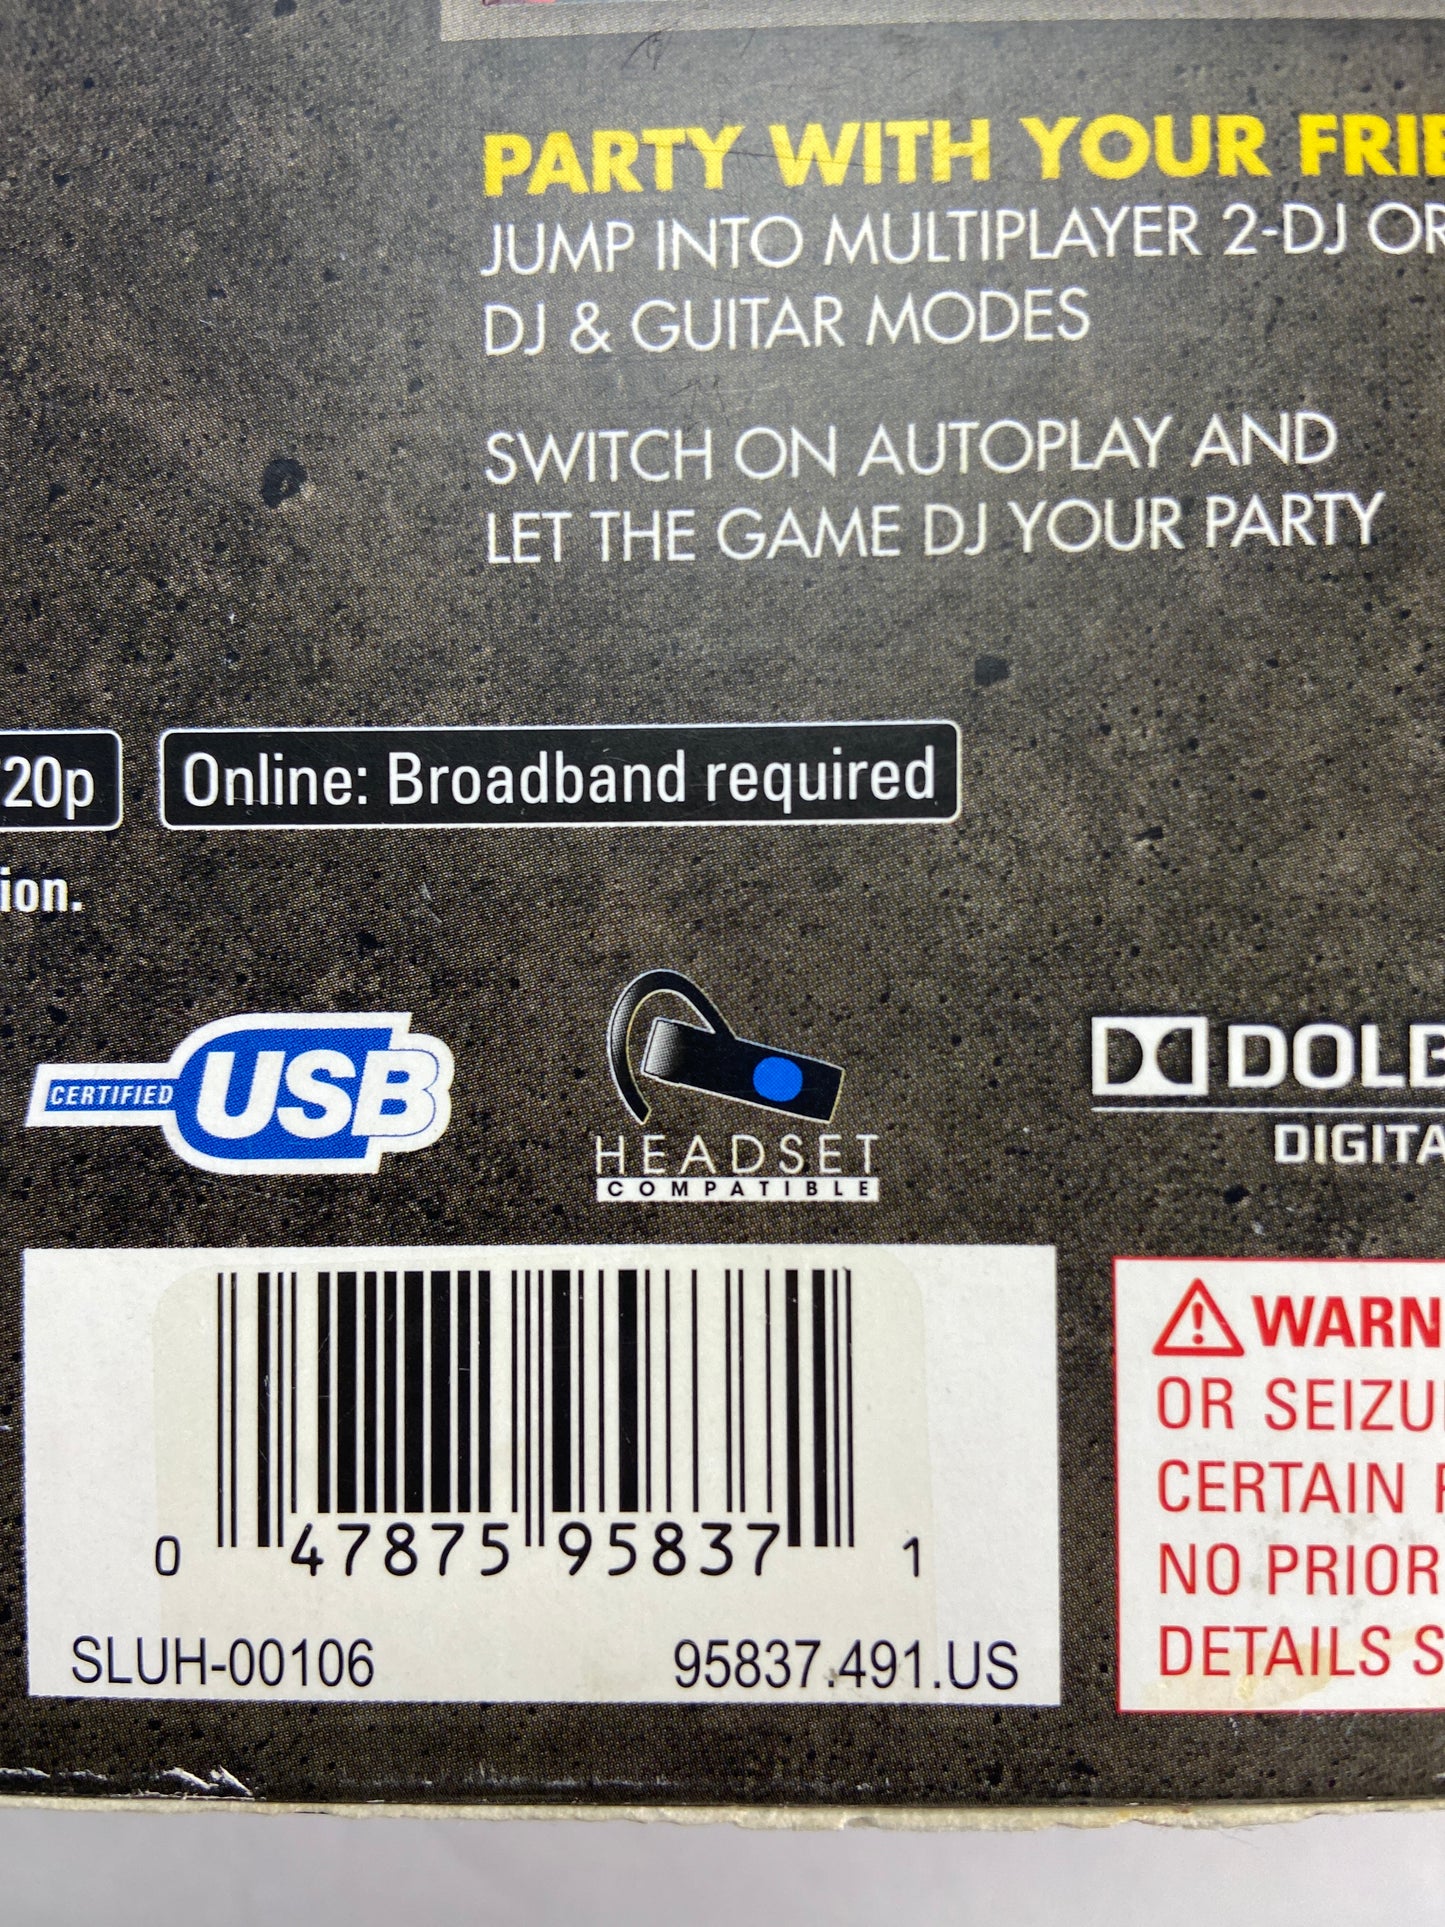 PARTY WITH YOUR
JUMP INTO MULTIPLAYER 2-DJ OR
DJ & GUITAR MODES
SWITCH ON AUTOPLAY AND
LET THE GAME DJ YOUR PARTY
20p
Online: Broadband required
ion.
CERTIFIED USB
HEADSET
COMPATIBLE
DOLB
DIGITA
0 47875 95837 1
SLUH-00106
95837.491.US
WARN
OR SEIZU
CERTAIN
NO PRIOR
DETAILS S